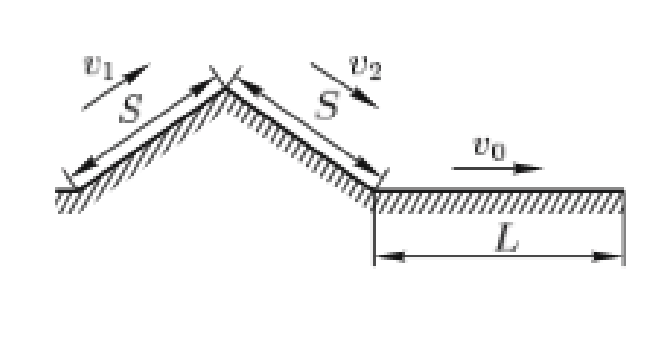 v₁ S S v₂
v₀
L